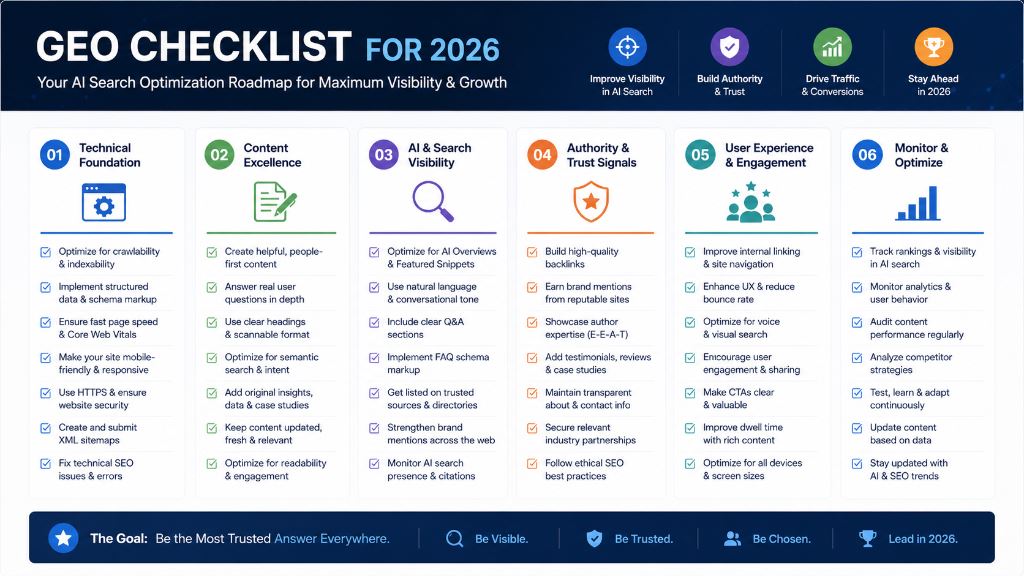 GEO CHECKLIST FOR 2026
Your AI Search Optimization Roadmap for Maximum Visibility & Growth
Improve Visibility
in AI Search
Build Authority
& Trust
Drive Traffic
& Conversions
Stay Ahead
in 2026
01
Technical
Foundation
Optimize for crawlability
& indexability
Implement structured
data & schema markup
Ensure fast page speed
& Core Web Vitals
Make your site mobile-
friendly & responsive
Use HTTPS & ensure
website security
Create and submit
XML sitemaps
Fix technical SEO
issues & errors
02
Content
Excellence
Create helpful, people-
first content
Answer real user
questions in depth
Use clear headings
& scannable format
Optimize for semantic
search & intent
Add original insights,
data & case studies
Keep content updated,
fresh & relevant
Optimize for readability
& engagement
03
AI & Search
Visibility
Optimize for AI Overviews
& Featured Snippets
Use natural language
& conversational tone
Include clear Q&A
sections
Implement FAQ schema
markup
Get listed on trusted
sources & directories
Strengthen brand
mentions across the web
Monitor AI search
presence & citations
04
Authority &
Trust Signals
Build high-quality
backlinks
Earn brand mentions
from reputable sites
Showcase author
expertise (E-E-A-T)
Add testimonials, reviews
& case studies
Maintain transparent
about & contact info
Secure relevant
industry partnerships
Follow ethical SEO
best practices
05
User Experience
& Engagement
Improve internal linking
& site navigation
Enhance UX & reduce
bounce rate
Optimize for voice
& visual search
Encourage user
engagement & sharing
Make CTAs clear
& valuable
Improve dwell time
with rich content
Optimize for all devices
& screen sizes
06
Monitor &
Optimize
Track rankings & visibility
in AI search
Monitor analytics &
user behavior
Audit content
performance regularly
Analyze competitor
strategies
Test, learn & adapt
continuously
Update content
based on data
Stay updated with
AI & SEO trends
The Goal: Be the Most Trusted Answer Everywhere.
Be Visible.
Be Trusted.
Be Chosen.
Lead in 2026.